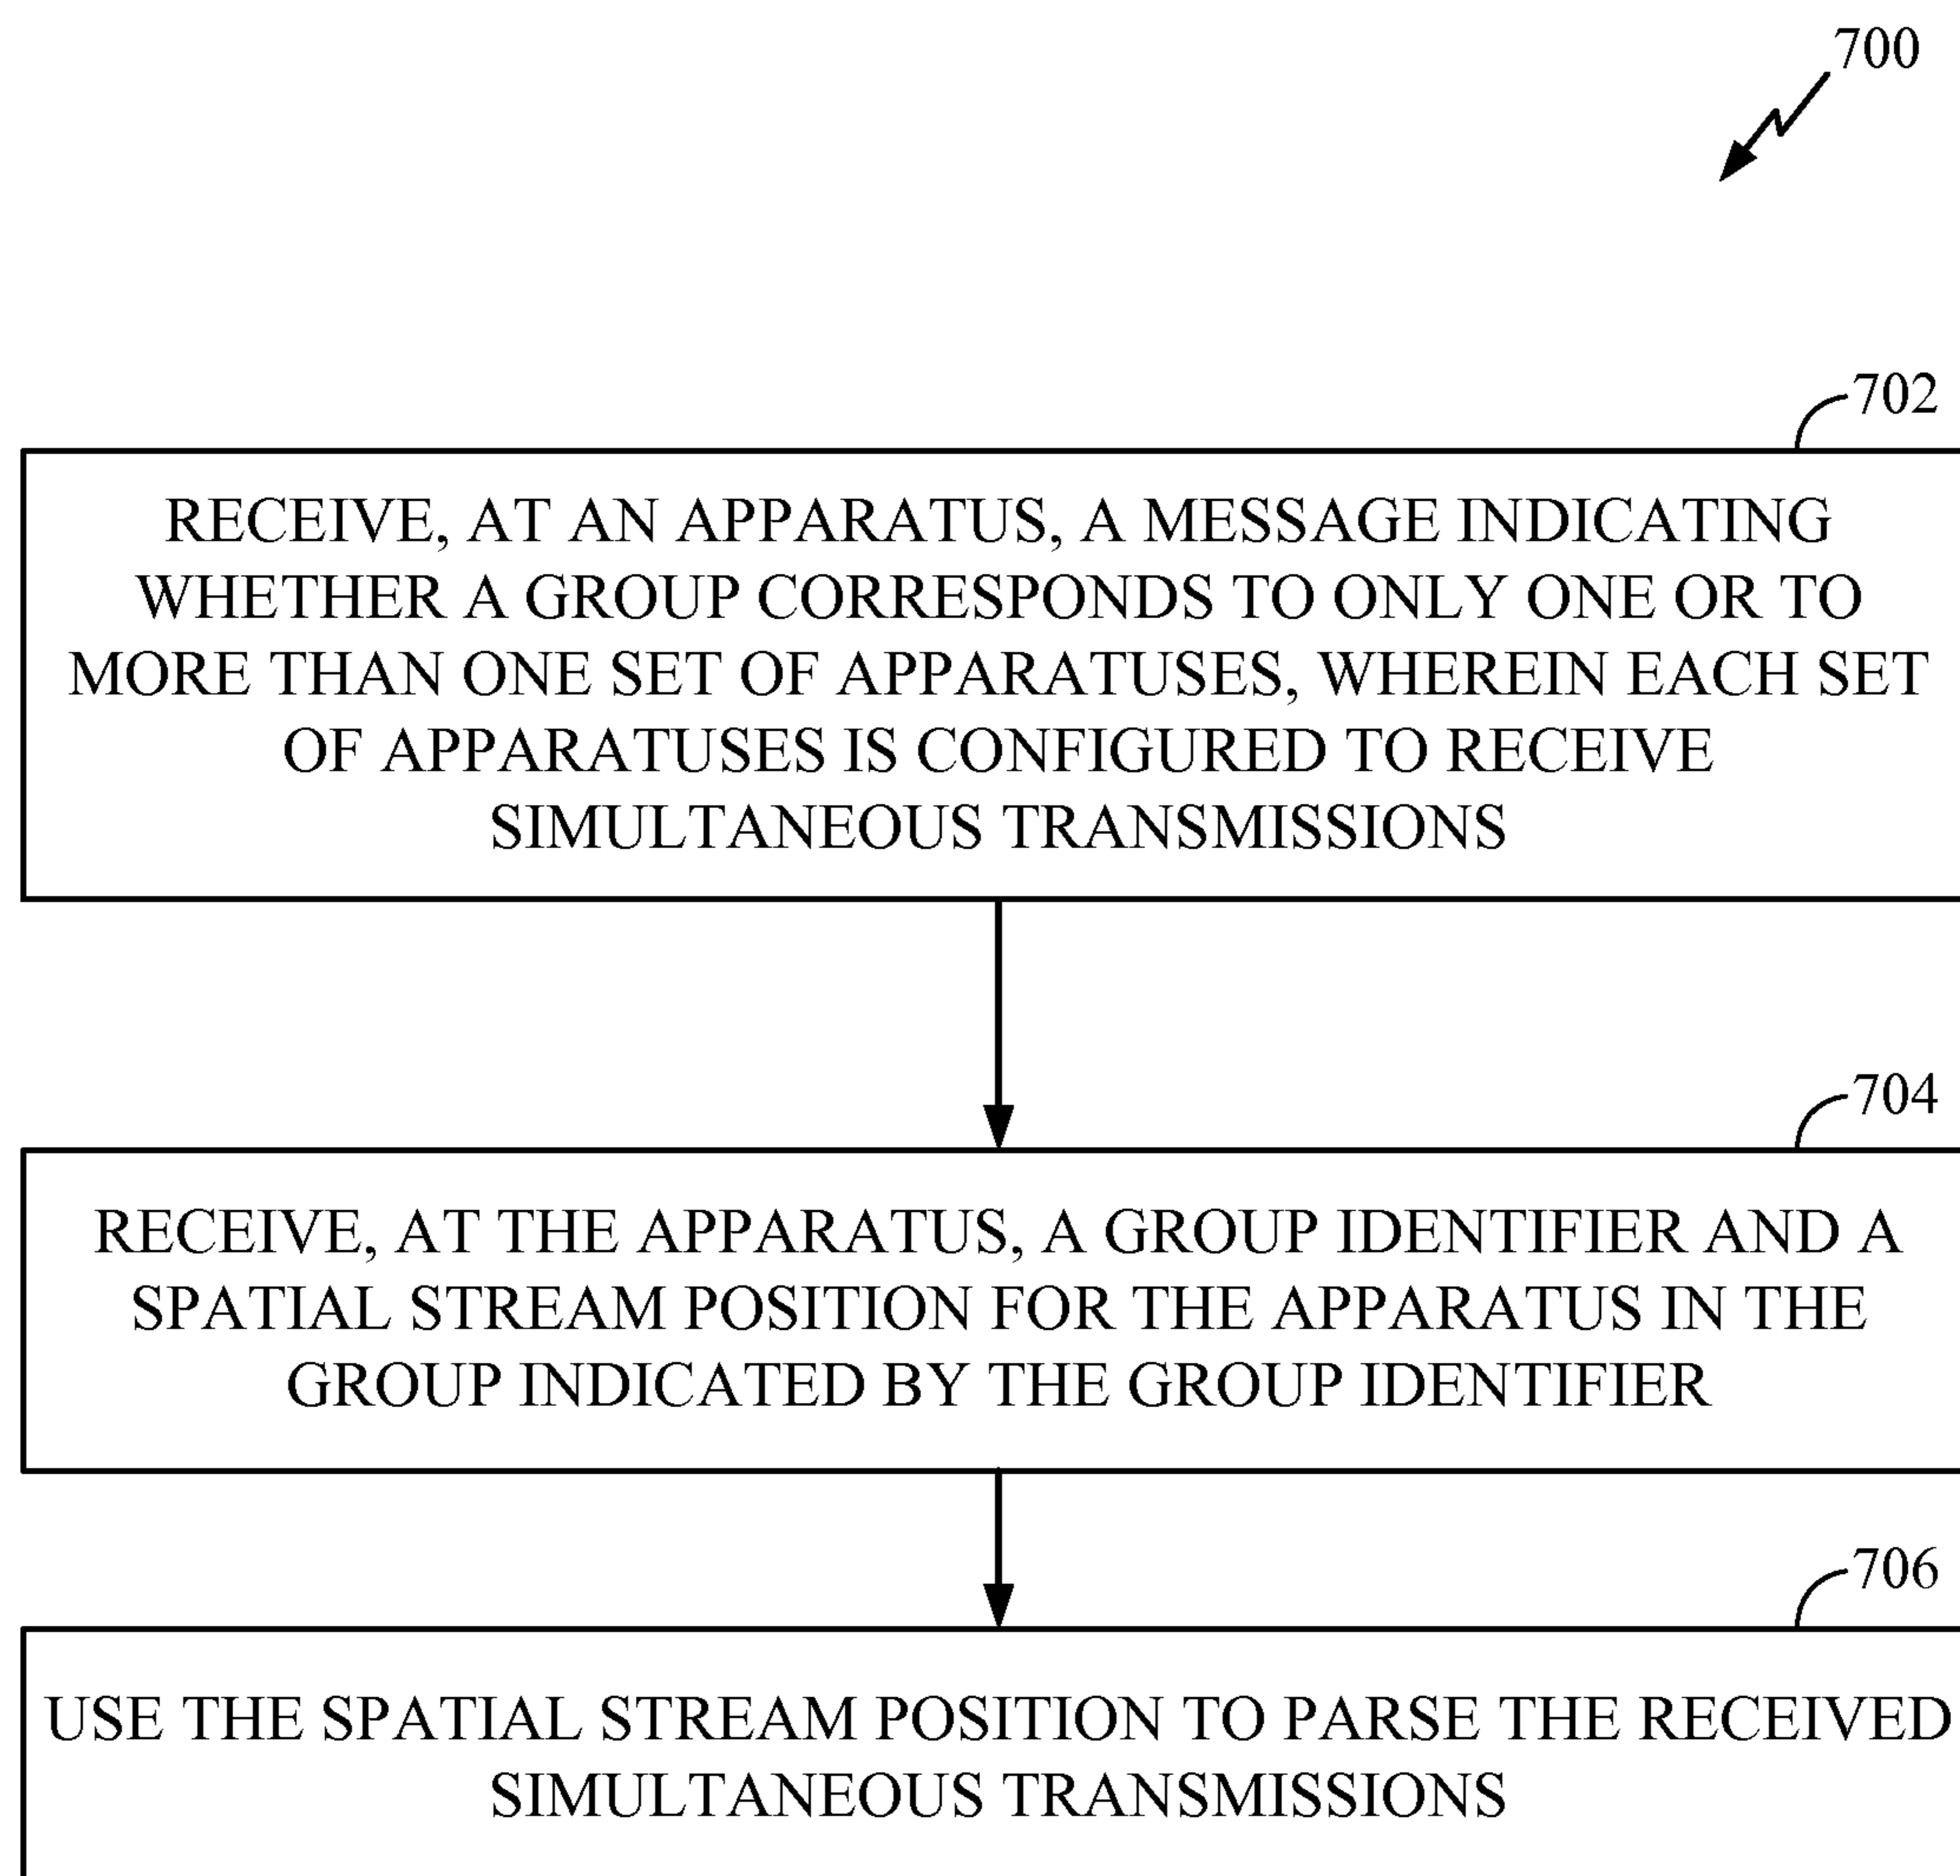 700
702
RECEIVE, AT AN APPARATUS, A MESSAGE INDICATING
WHETHER A GROUP CORRESPONDS TO ONLY ONE OR TO
MORE THAN ONE SET OF APPARATUSES, WHEREIN EACH SET
OF APPARATUSES IS CONFIGURED TO RECEIVE
SIMULTANEOUS TRANSMISSIONS
704
RECEIVE, AT THE APPARATUS, A GROUP IDENTIFIER AND A
SPATIAL STREAM POSITION FOR THE APPARATUS IN THE
GROUP INDICATED BY THE GROUP IDENTIFIER
706
USE THE SPATIAL STREAM POSITION TO PARSE THE RECEIVED
SIMULTANEOUS TRANSMISSIONS